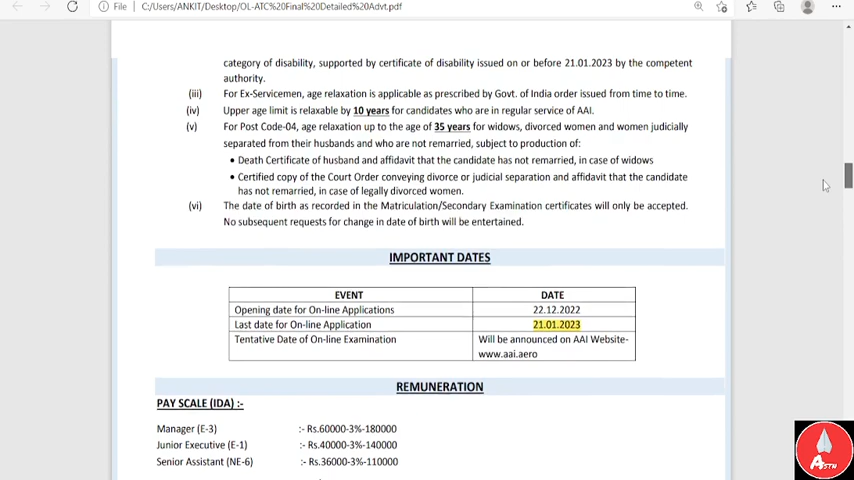 File
C:/Users/ANKIT/Desktop/OL-ATC%20Final%20Detailed%20Advt.pdf
category of disability, supported by certificate of disability issued on or before 21.01.2023 by the competent
authority.
(iii) For Ex-Servicemen, age relaxation is applicable as prescribed by Govt. of India order issued from time to time.
(iv) Upper age limit is relaxable by 10 years for candidates who are in regular service of AAI.
(v) For Post Code-04, age relaxation up to the age of 35 years for widows, divorced women and women judicially
separated from their husbands and who are not remarried, subject to production of:
• Death Certificate of husband and affidavit that the candidate has not remarried, in case of widows
• Certified copy of the Court Order conveying divorce or judicial separation and affidavit that the candidate
has not remarried, in case of legally divorced women.
(vi) The date of birth as recorded in the Matriculation/Secondary Examination certificates will only be accepted.
No subsequent requests for change in date of birth will be entertained.
IMPORTANT DATES
EVENT DATE
Opening date for On-line Applications 22.12.2022
Last date for On-line Application 21.01.2023
Tentative Date of On-line Examination Will be announced on AAI Website-
www.aai.aero
REMUNERATION
PAY SCALE (IDA) :-
Manager (E-3) :- Rs.60000-3%-180000
Junior Executive (E-1) :- Rs.40000-3%-140000
Senior Assistant (NE-6) :- Rs.36000-3%-110000
ASTN